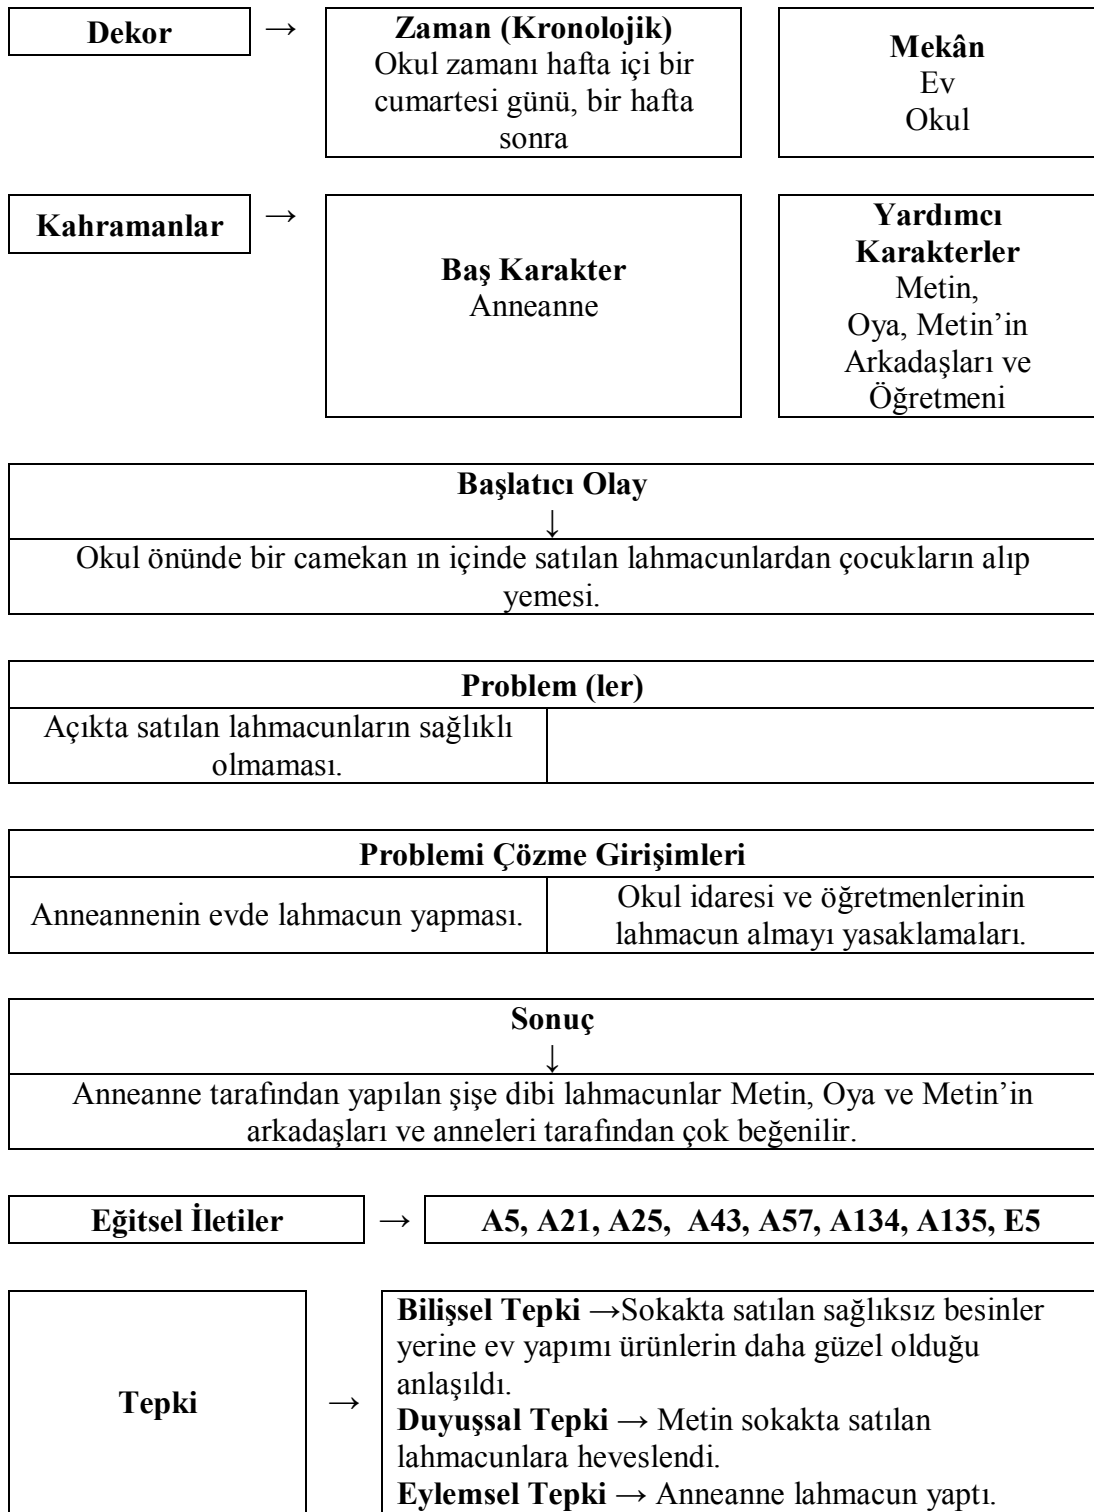 Dekor
→
Zaman (Kronolojik)
Okul zamanı hafta içi bir
cumartesi günü, bir hafta
sonra
Mekân
Ev
Okul
Kahramanlar
→
Baş Karakter
Anneanne
Yardımcı
Karakterler
Metin,
Oya, Metin’in
Arkadaşları ve
Öğretmeni
Başlatıcı Olay
↓
Okul önünde bir camekan ın içinde satılan lahmacunlardan çocukların alıp
yemesi.
Problem (ler)
Açıkta satılan lahmacunların sağlıklı
olmaması.
Problemi Çözme Girişimleri
Anneannenin evde lahmacun yapması.
Okul idaresi ve öğretmenlerinin
lahmacun almayı yasaklamaları.
Sonuç
↓
Anneanne tarafından yapılan şişe dibi lahmacunlar Metin, Oya ve Metin’in
arkadaşları ve anneleri tarafından çok beğenilir.
Eğitsel İletiler
→
A5, A21, A25, A43, A57, A134, A135, E5
Tepki
→
Bilişsel Tepki →Sokakta satılan sağlıksız besinler
yerine ev yapımı ürünlerin daha güzel olduğu
anlaşıldı.
Duyuşsal Tepki → Metin sokakta satılan
lahmacunlara heveslendi.
Eylemsel Tepki → Anneanne lahmacun yaptı.